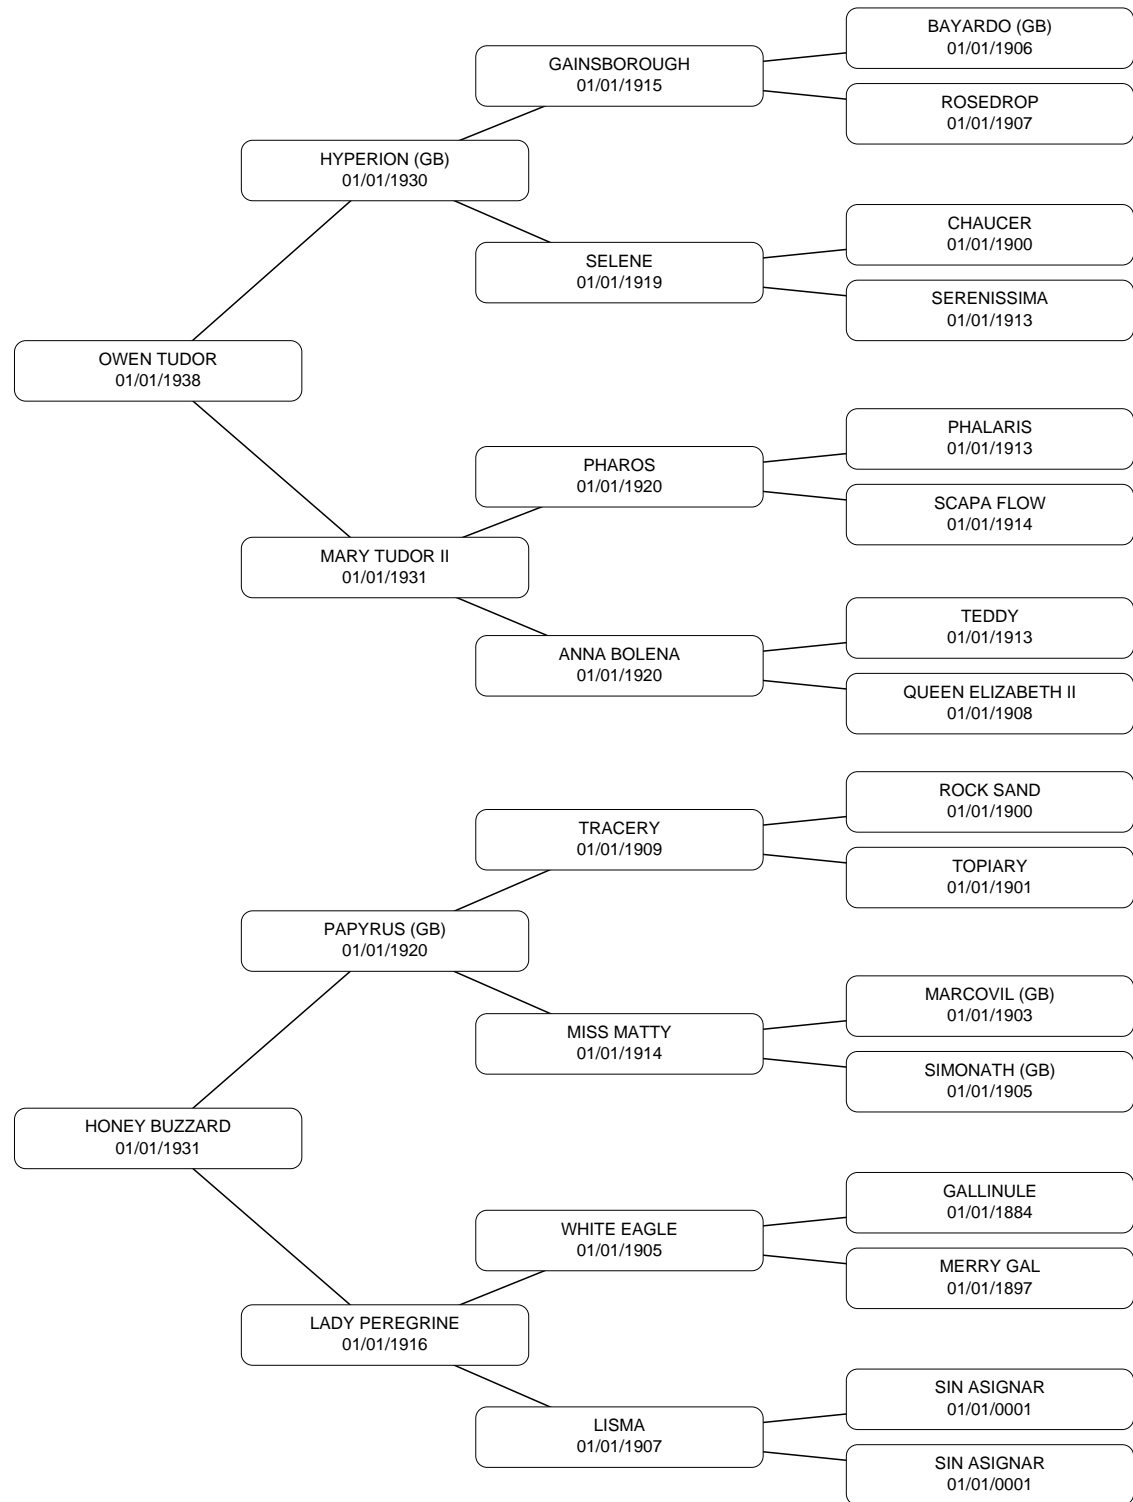 BAYARDO (GB)
01/01/1906
GAINSBOROUGH
01/01/1915
ROSEDROP
01/01/1907
HYPERION (GB)
01/01/1930
CHAUCER
01/01/1900
SELENE
01/01/1919
SERENISSIMA
01/01/1913
OWEN TUDOR
01/01/1938
PHALARIS
01/01/1913
PHAROS
01/01/1920
SCAPA FLOW
01/01/1914
MARY TUDOR II
01/01/1931
TEDDY
01/01/1913
ANNA BOLENA
01/01/1920
QUEEN ELIZABETH II
01/01/1908
ROCK SAND
01/01/1900
TRACERY
01/01/1909
TOPIARY
01/01/1901
PAPYRUS (GB)
01/01/1920
MARCOVIL (GB)
01/01/1903
MISS MATTY
01/01/1914
SIMONATH (GB)
01/01/1905
HONEY BUZZARD
01/01/1931
GALLINULE
01/01/1884
WHITE EAGLE
01/01/1905
MERRY GAL
01/01/1897
LADY PEREGRINE
01/01/1916
SIN ASIGNAR
01/01/0001
LISMA
01/01/1907
SIN ASIGNAR
01/01/0001